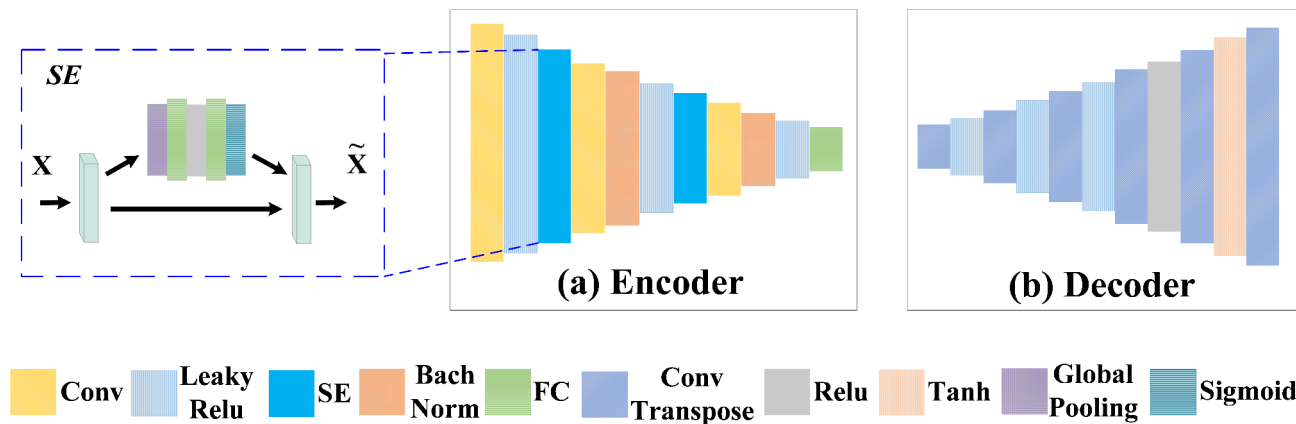 SE
X
X̃
(a) Encoder
(b) Decoder
Conv
Leaky
Relu
SE
Bach
Norm
FC
Conv
Transpose
Relu
Tanh
Global
Pooling
Sigmoid